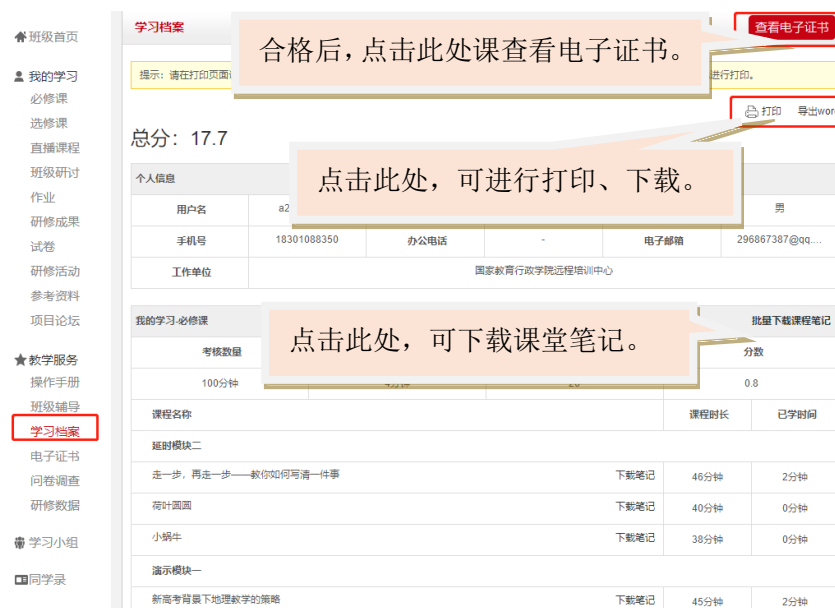 班级首页
我的学习
必修课
选修课
直播课程
班级研讨
作业
研修成果
试卷
研修活动
参考资料
项目论坛
教学服务
操作手册
班级辅导
学习档案
电子证书
问卷调查
研修数据
学习小组
同学录
学习档案
查看电子证书
合格后，点击此处课查看电子证书。
提示：请在打印页面
进行打印。
打印 导出wor
总分：17.7
点击此处，可进行打印、下载。
个人信息
用户名 a2 男
手机号 18301088350 办公电话 - 电子邮箱 296867387@qq....
工作单位 国家教育行政学院远程培训中心
我的学习-必修课 批量下载课程笔记
点击此处，可下载课堂笔记。
考核数量 分数
100分钟 0.8
课程名称 课程时长 已学时间
延时模块二
走一步，再走一步——教你如何写清一件事 下载笔记 46分钟 2分钟
荷叶圆圆 下载笔记 40分钟 0分钟
小蜗牛 下载笔记 38分钟 0分钟
演示模块一
新高考背景下地理教学的策略 下载笔记 45分钟 2分钟